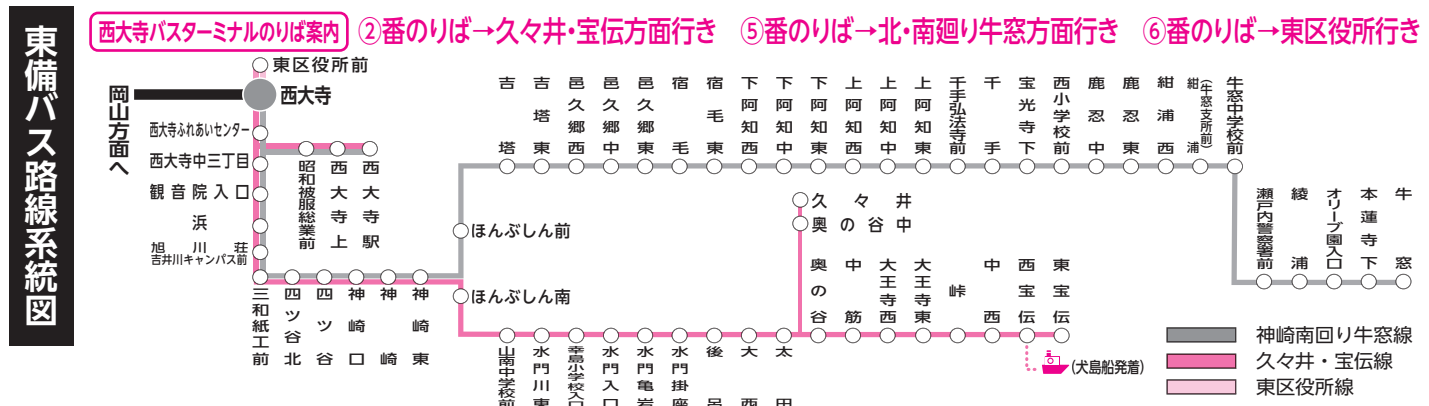 東備バス路線系統図
西大寺バスターミナルのりば案内 ②番のりば→久々井・宝伝方面行き ⑤番のりば→北・南廻り牛窓方面行き ⑥番のりば→東区役所行き
岡山方面へ
東区役所前
西大寺
西大寺ふれあいセンター
西大寺中三丁目
観音院入口
浜
旭川荘
吉井川キャンパス前
昭和被服総業前
西大寺上
西大寺駅
三和紙工前
四ツ谷北
四ツ谷
神崎口
神崎
神崎東
ほんぶしん前
ほんぶしん南
吉塔
吉塔東
邑久郷西
邑久郷中
邑久郷東
宿毛
宿毛東
下阿知西
下阿知中
下阿知東
上阿知西
上阿知中
上阿知東
千手弘法寺前
千手
宝光寺下
西小学校前
鹿忍中
鹿忍東
紺浦西
紺浦
(牛窓支所前)
牛窓中学校前
瀬戸内警察署前
綾浦
オリーブ園入口
本蓮寺下
牛窓
久々井
奥の谷中
山南中学校前
水門川東
幸島小学校入口
水門入口
水門亀岩
水門掛座
後邑
大西
太田
奥の谷
中筋
大王寺西
大王寺東
峠
中西
西宝伝
東宝伝
(犬島船発着)
神崎南回り牛窓線
久々井・宝伝線
東区役所線